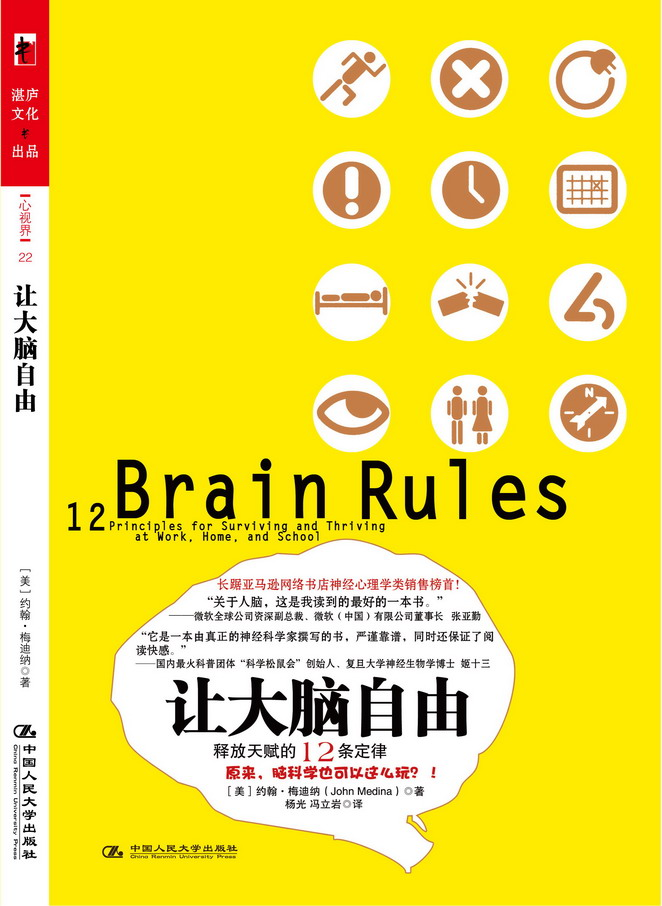 湛庐
文化
出品
心视界
22
让大脑自由
[美]约翰·梅迪纳◎著
中国人民大学出版社
China Renmin University Press
N
Brain Rules
12 Principles for Surviving and Thriving
at Work, Home, and School
长踞亚马逊网络书店神经心理学类销售榜首!
“关于人脑，这是我读到的最好的一本书。”
——微软全球公司资深副总裁、微软（中国）有限公司董事长 张亚勤
“它是一本由真正的神经科学家撰写的书，严谨靠谱，同时还保证了阅
读快感。”
——国内最火科普团体“科学松鼠会”创始人、复旦大学神经生物学博士 姬十三
让大脑自由
释放天赋的12条定律
原来，脑科学也可以这么玩？！
[美]约翰·梅迪纳（John Medina）◎著
杨光 冯立岩◎译
中国人民大学出版社
China Renmin University Press